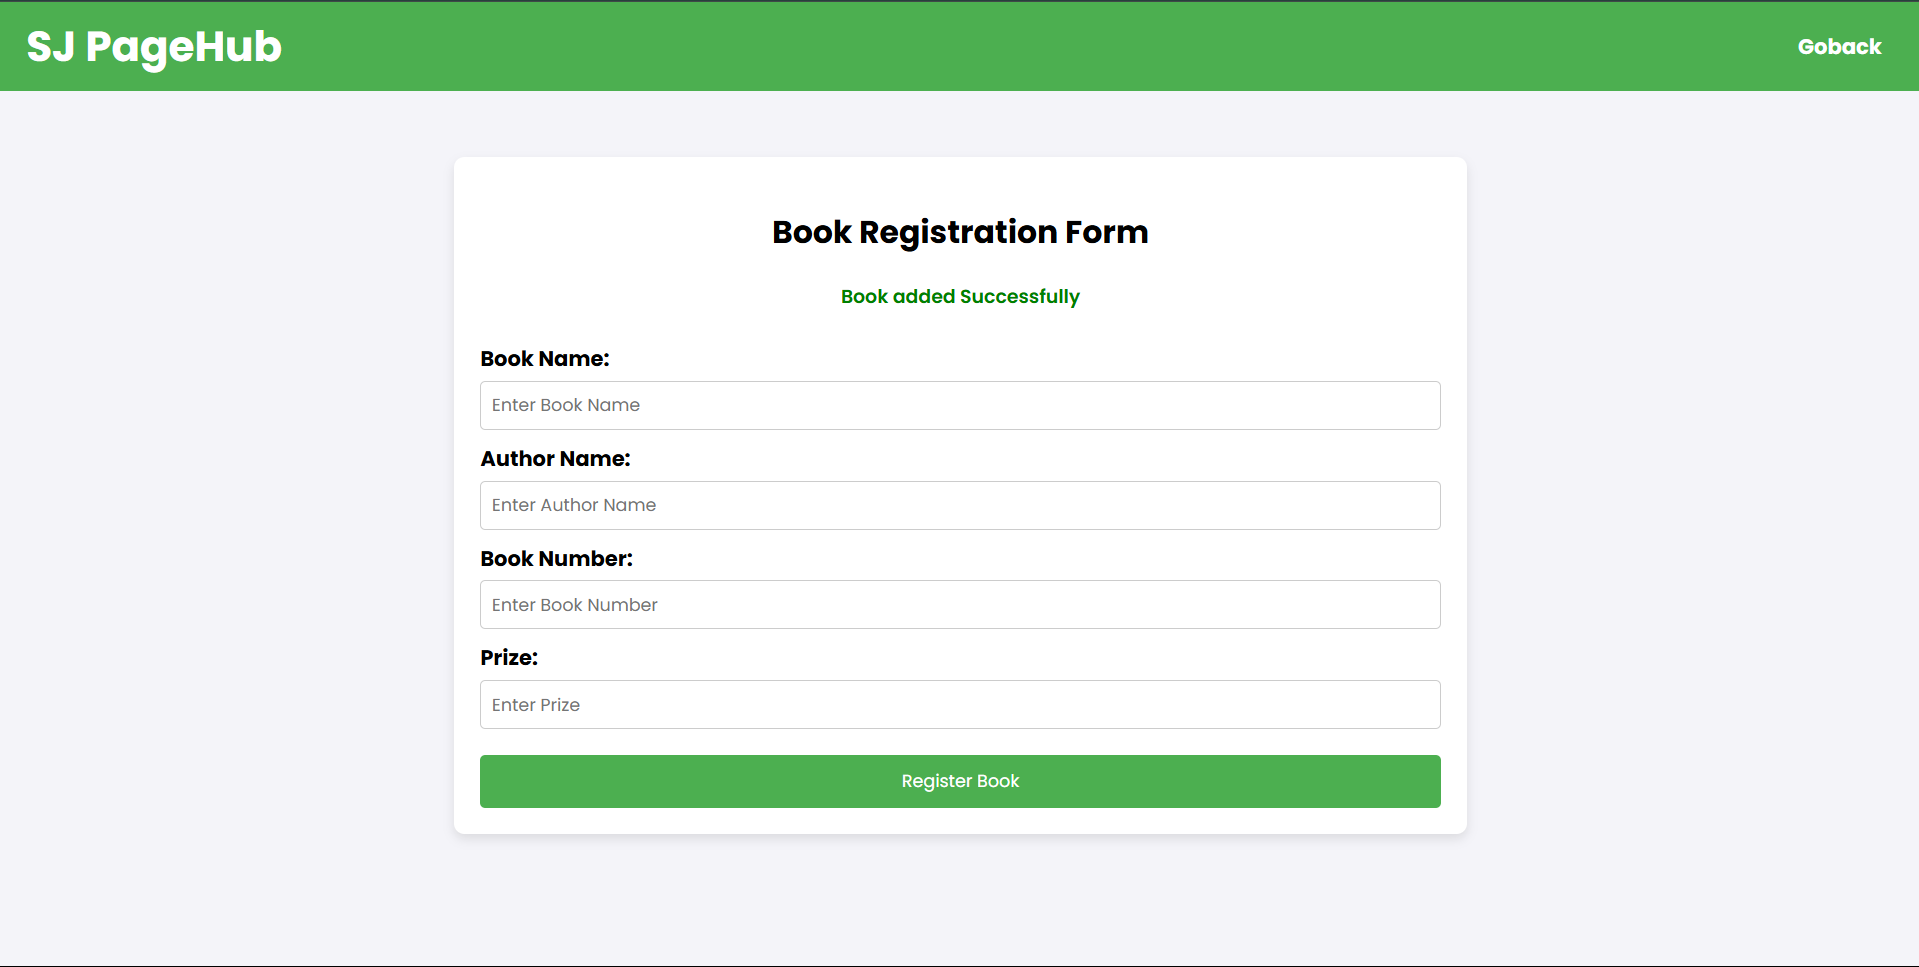 SJ PageHub
Goback
Book Registration Form
Book added Successfully
Book Name:
Enter Book Name
Author Name:
Enter Author Name
Book Number:
Enter Book Number
Prize:
Enter Prize
Register Book